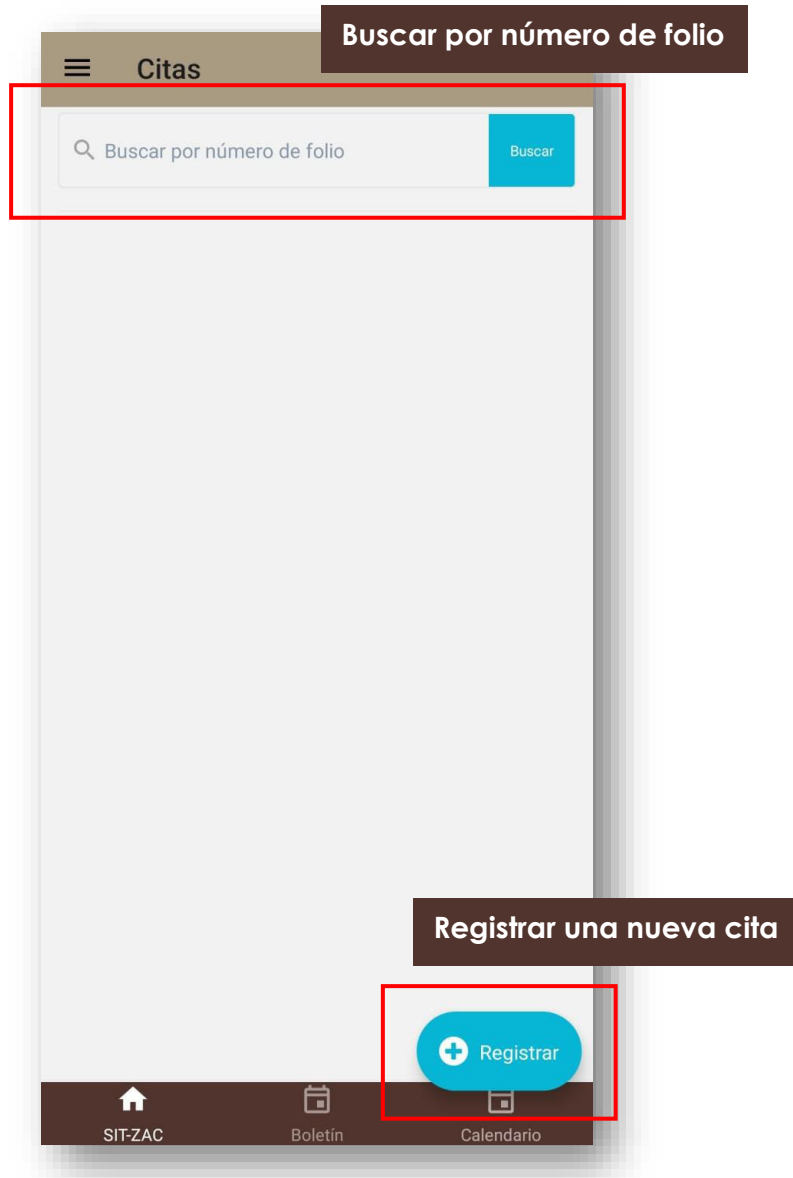 Buscar por número de folio
Citas
Buscar por número de folio
Buscar
Registrar una nueva cita
Registrar
SIT-ZAC
Boletín
Calendario